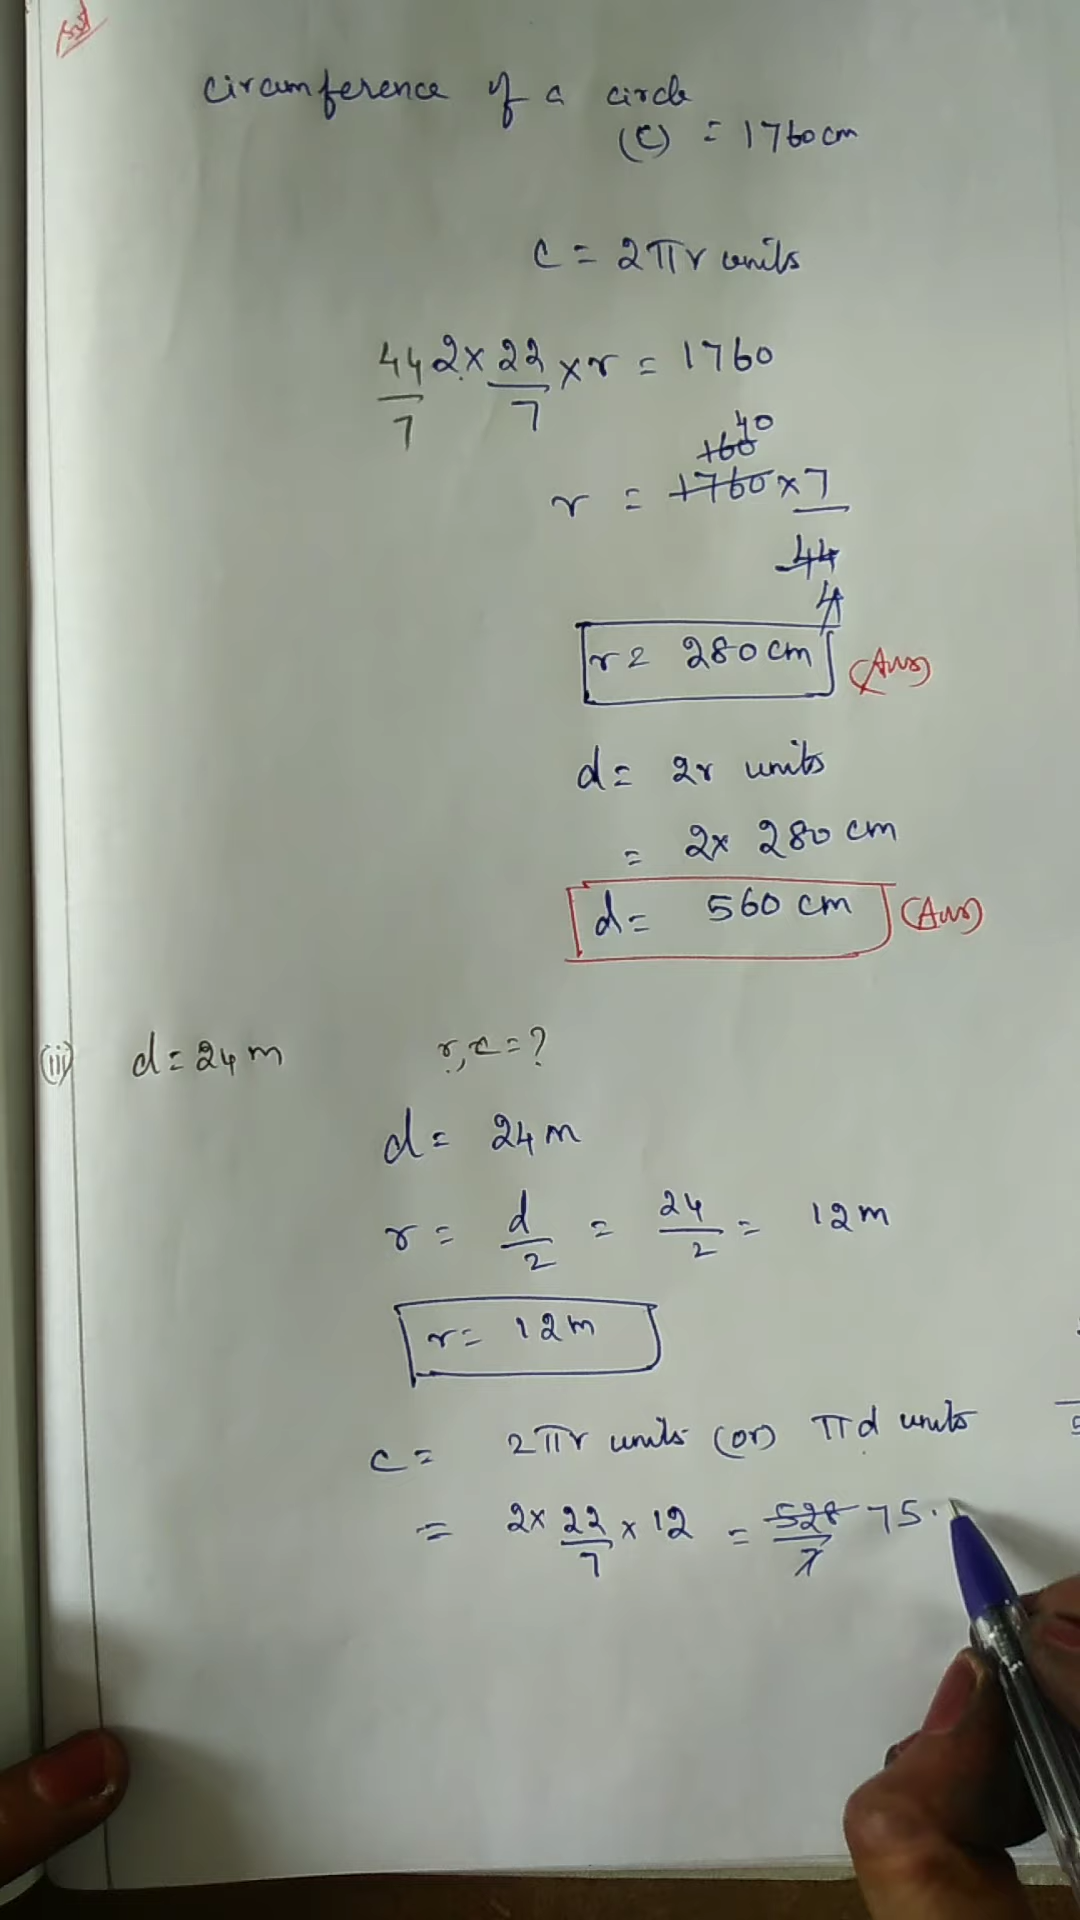 circumference of a circle
(C) = 1760 cm
C = 2πr units
44/7 2 × 22/7 × r = 1760
40
160
r = 1760 × 7 / 44
4
r = 280 cm (Ans)
d = 2r units
= 2 × 280 cm
d = 560 cm (Ans)
(iii) d = 24 m r, c = ?
d = 24 m
r = d/2 = 24/2 = 12 m
r = 12 m
c = 2πr units (or) πd units
= 2 × 22/7 × 12 = 528/7 75.